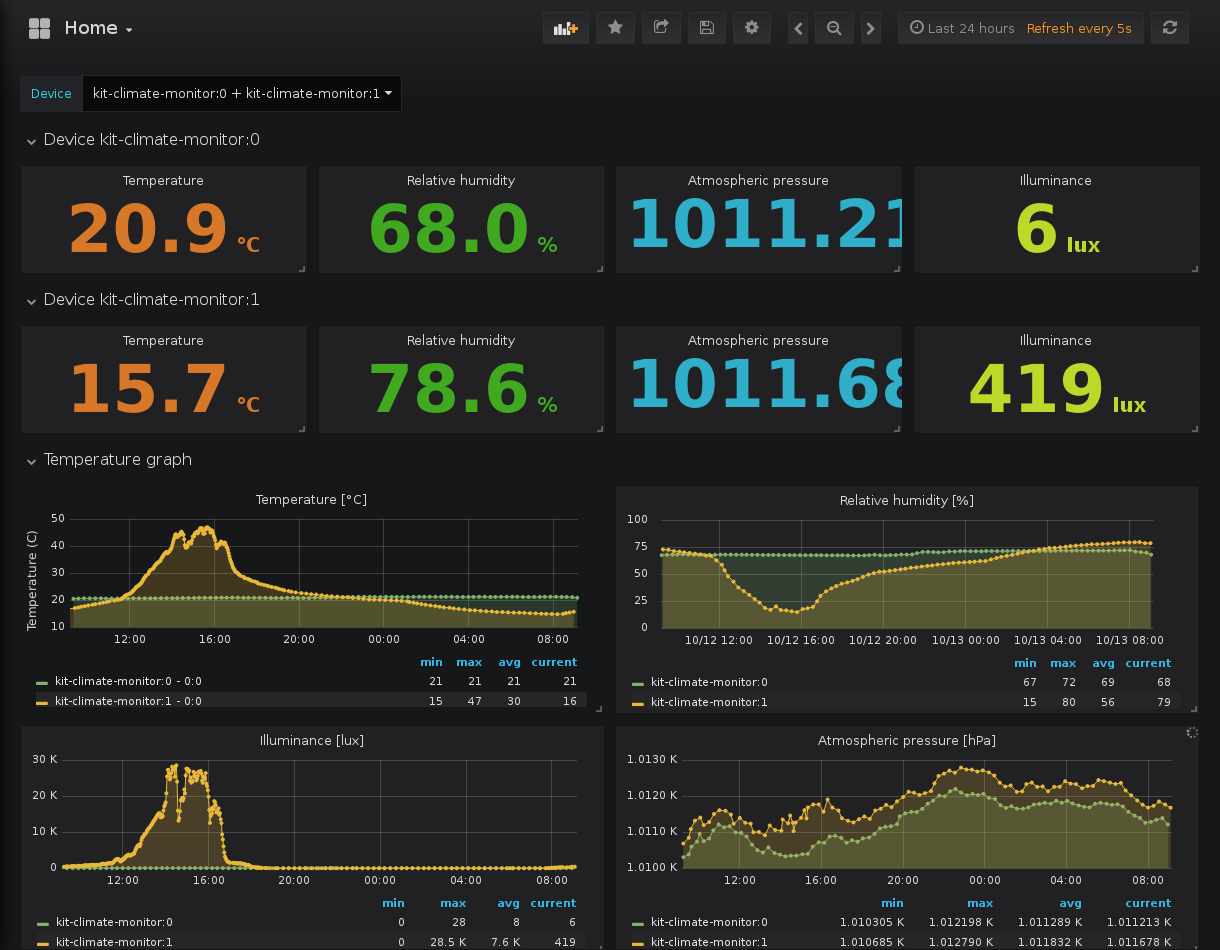 Home
Last 24 hours Refresh every 5s
Device kit-climate-monitor:0 + kit-climate-monitor:1
Device kit-climate-monitor:0
Temperature Relative humidity Atmospheric pressure Illuminance
20.9 °C 68.0 % 1011.21 6 lux
Device kit-climate-monitor:1
Temperature Relative humidity Atmospheric pressure Illuminance
15.7 °C 78.6 % 1011.68 419 lux
Temperature graph
Temperature [°C]
Temperature (C)
50
40
30
20
10
12:00 16:00 20:00 00:00 04:00 08:00
min max avg current
kit-climate-monitor:0 - 0:0 21 21 21 21
kit-climate-monitor:1 - 0:0 15 47 30 16
Relative humidity [%]
100
75
50
25
0
10/12 12:00 10/12 16:00 10/12 20:00 10/13 00:00 10/13 04:00 10/13 08:00
min max avg current
kit-climate-monitor:0 67 72 69 68
kit-climate-monitor:1 15 80 56 79
Illuminance [lux]
30 K
20 K
10 K
0
12:00 16:00 20:00 00:00 04:00 08:00
min max avg current
kit-climate-monitor:0 0 28 8 6
kit-climate-monitor:1 0 28.5 K 7.6 K 419
Atmospheric pressure [hPa]
1.0130 K
1.0120 K
1.0110 K
1.0100 K
12:00 16:00 20:00 00:00 04:00 08:00
min max avg current
kit-climate-monitor:0 1.010305 K 1.012198 K 1.011289 K 1.011213 K
kit-climate-monitor:1 1.010685 K 1.012790 K 1.011832 K 1.011678 K